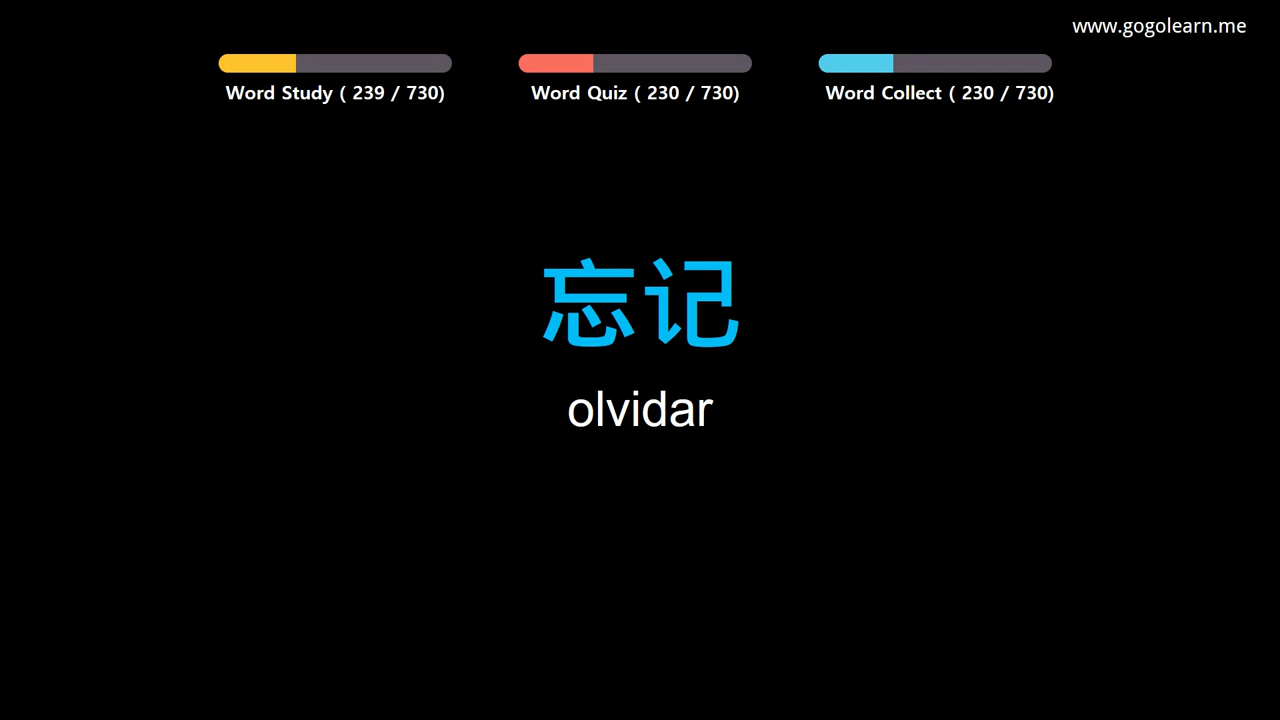 www.gogolearn.me
Word Study ( 239 / 730)
Word Quiz ( 230 / 730)
Word Collect ( 230 / 730)
忘记
olvidar